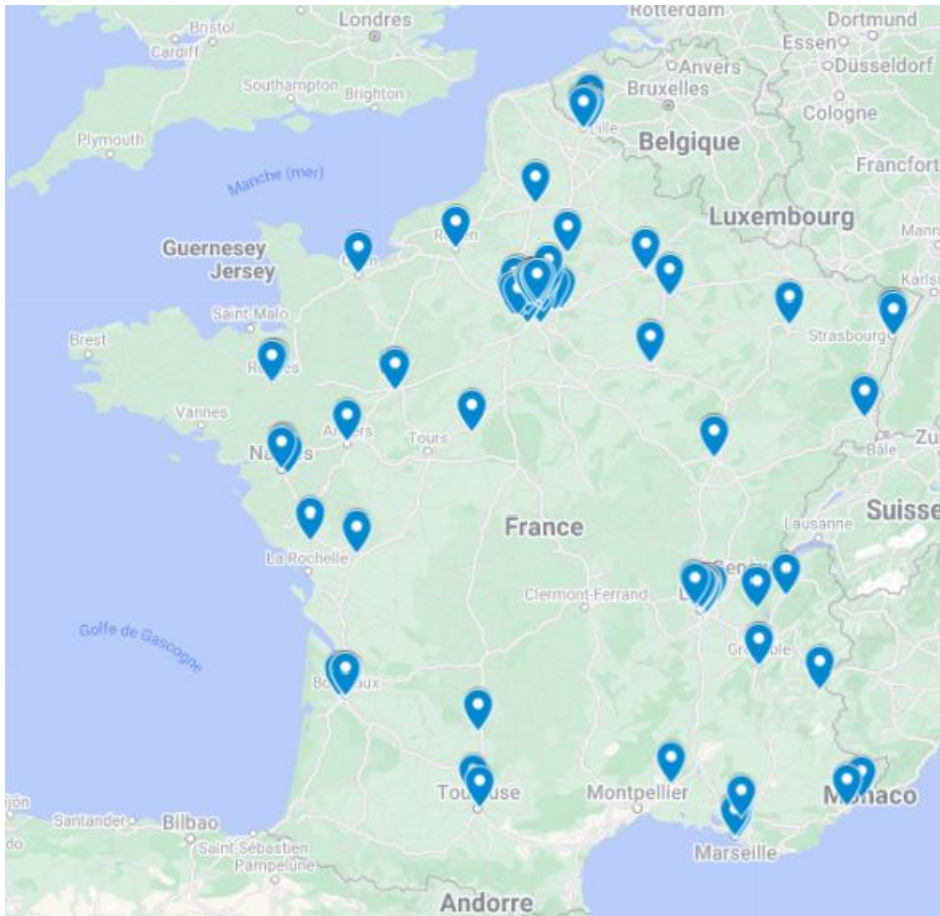 Londres
Rotterdam
Dortmund
Bristol
Cardiff
Essen
Anvers
Düsseldorf
Southampton
Brighton
Bruxelles
Cologne
Plymouth
Belgique
Francfort
Manche (mer)
Luxembourg
Guernesey
Jersey
Saint-Malo
Strasbourg
Brest
Vannes
Tours
Bâle
France
Suisse
Lausanne
La Rochelle
Clermont-Ferrand
Golfe de Gascogne
Montpellier
Monaco
Santander
Bilbao
Saint-Sébastien
Pampelune
Marseille
Andorre